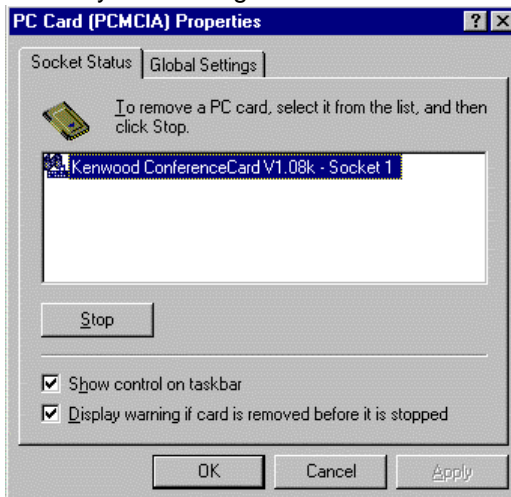 PC Card (PCMCIA) Properties
Socket Status Global Settings
To remove a PC card, select it from the list, and then
click Stop.
Kenwood ConferenceCard V1.08k - Socket 1
Stop
Show control on taskbar
Display warning if card is removed before it is stopped
OK Cancel Apply